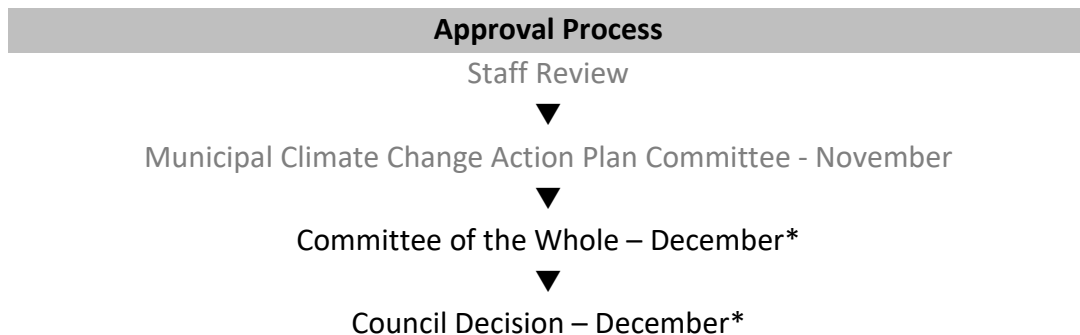 Approval Process
Staff Review
▼
Municipal Climate Change Action Plan Committee - November
▼
Committee of the Whole – December*
▼
Council Decision – December*